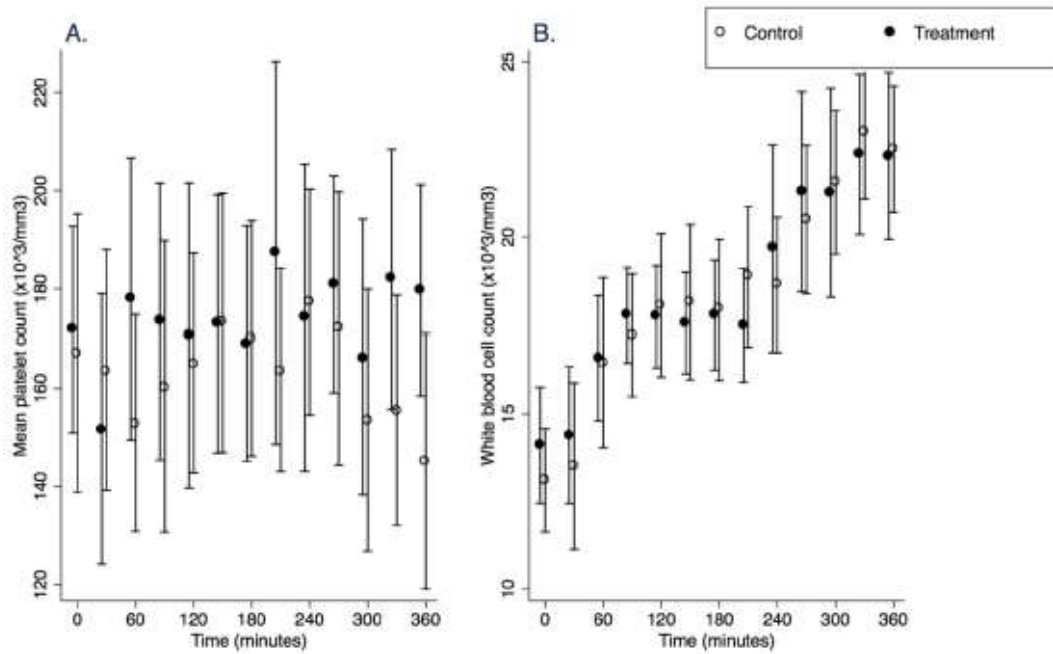 A.
B.
Control
Treatment
Mean platelet count (x10^3/mm3)
220
200
180
160
140
120
0 60 120 180 240 300 360
Time (minutes)
White blood cell count (x10^3/mm3)
25
20
15
10
0 60 120 180 240 300 360
Time (minutes)